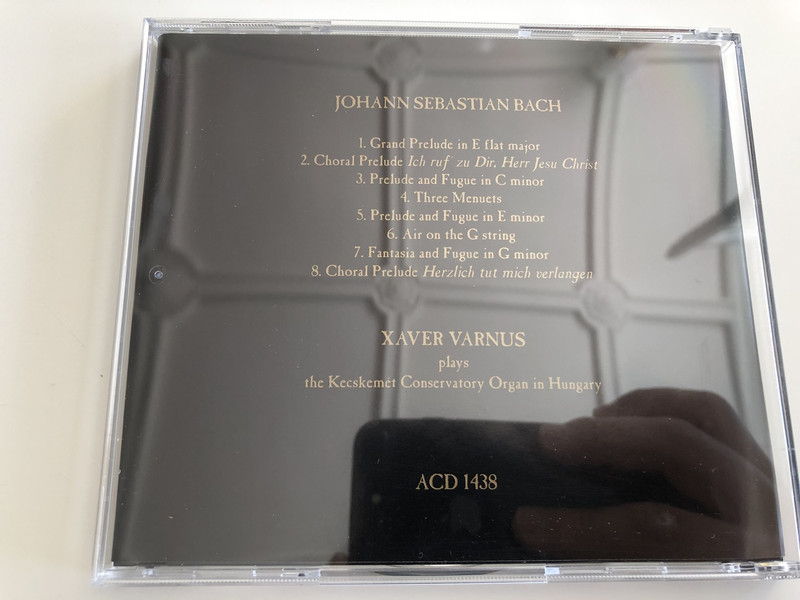 JOHANN SEBASTIAN BACH
1. Grand Prelude in E flat major
2. Choral Prelude Ich ruf' zu Dir, Herr Jesu Christ
3. Prelude and Fugue in C minor
4. Three Menuets
5. Prelude and Fugue in E minor
6. Air on the G string
7. Fantasia and Fugue in G minor
8. Choral Prelude Herzlich tut mich verlangen
XAVER VARNUS
plays
the Kecskemet Conservatory Organ in Hungary
ACD 1438